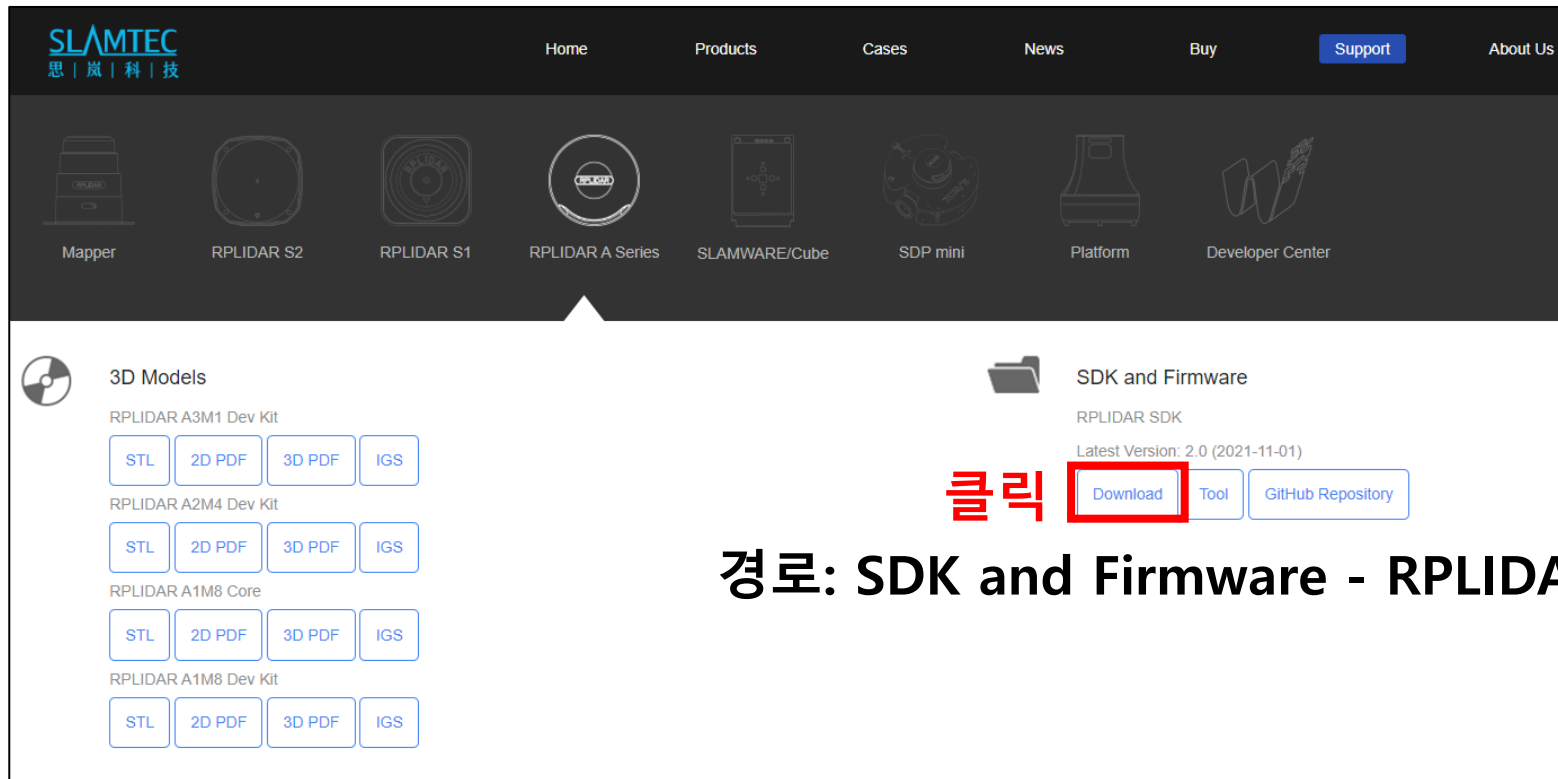 SLAMTEC
思|岚|科|技
Home Products Cases News Buy Support About Us
RPLIDAR
RPLIDAR
RPLIDAR
Mapper RPLIDAR S2 RPLIDAR S1 RPLIDAR A Series SLAMWARE/Cube SDP mini Platform Developer Center
3D Models
RPLIDAR A3M1 Dev Kit
STL 2D PDF 3D PDF IGS
RPLIDAR A2M4 Dev Kit
STL 2D PDF 3D PDF IGS
RPLIDAR A1M8 Core
STL 2D PDF 3D PDF IGS
RPLIDAR A1M8 Dev Kit
STL 2D PDF 3D PDF IGS
SDK and Firmware
RPLIDAR SDK
Latest Version: 2.0 (2021-11-01)
클릭 Download Tool GitHub Repository
경로: SDK and Firmware - RPLIDA